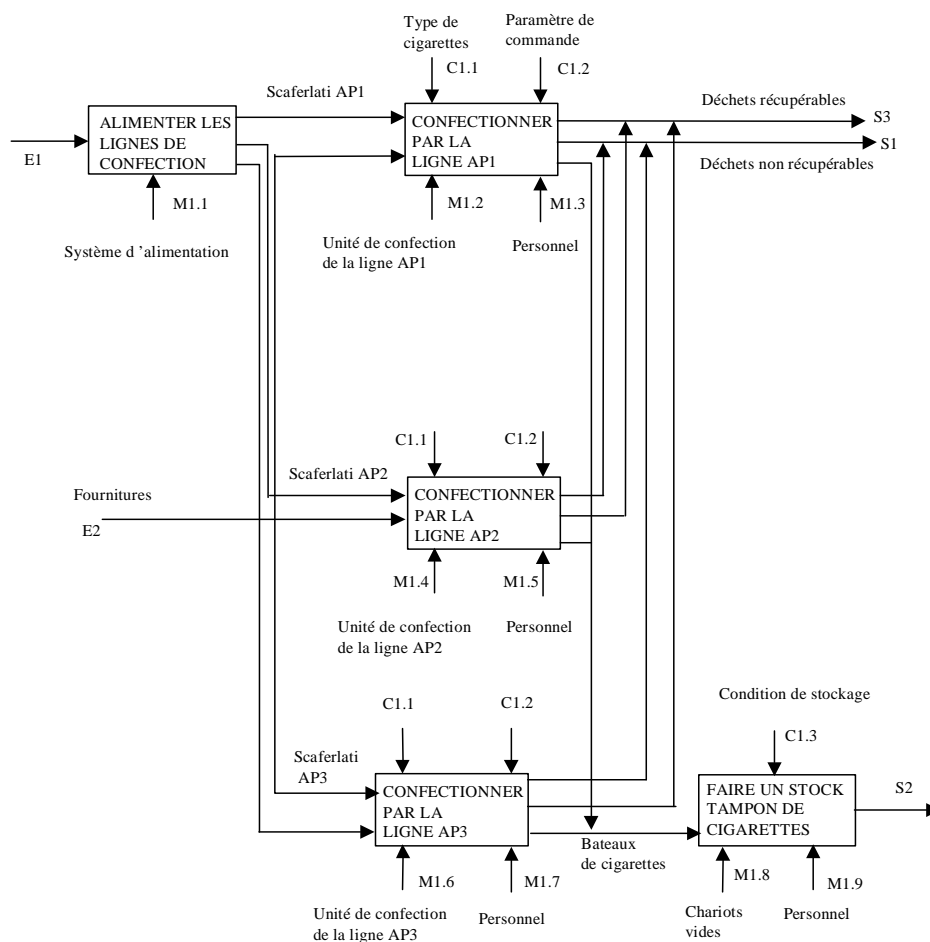 Type de
cigarettes
Paramètre de
commande
C1.1
C1.2
Scaferlati AP1
Déchets récupérables
S3
E1
ALIMENTER LES
LIGNES DE
CONFECTION
CONFECTIONNER
PAR LA
LIGNE AP1
S1
Déchets non récupérables
M1.1
M1.2
M1.3
Système d ’alimentation
Unité de confection
de la ligne AP1
Personnel
C1.1
C1.2
Scaferlati AP2
Fournitures
E2
CONFECTIONNER
PAR LA
LIGNE AP2
M1.4
M1.5
Unité de confection
de la ligne AP2
Personnel
C1.1
C1.2
Condition de stockage
C1.3
Scaferlati
AP3
CONFECTIONNER
PAR LA
LIGNE AP3
FAIRE UN STOCK
TAMPON DE
CIGARETTES
S2
Bateaux
de cigarettes
M1.6
M1.7
M1.8
M1.9
Unité de confection
de la ligne AP3
Personnel
Chariots
vides
Personnel